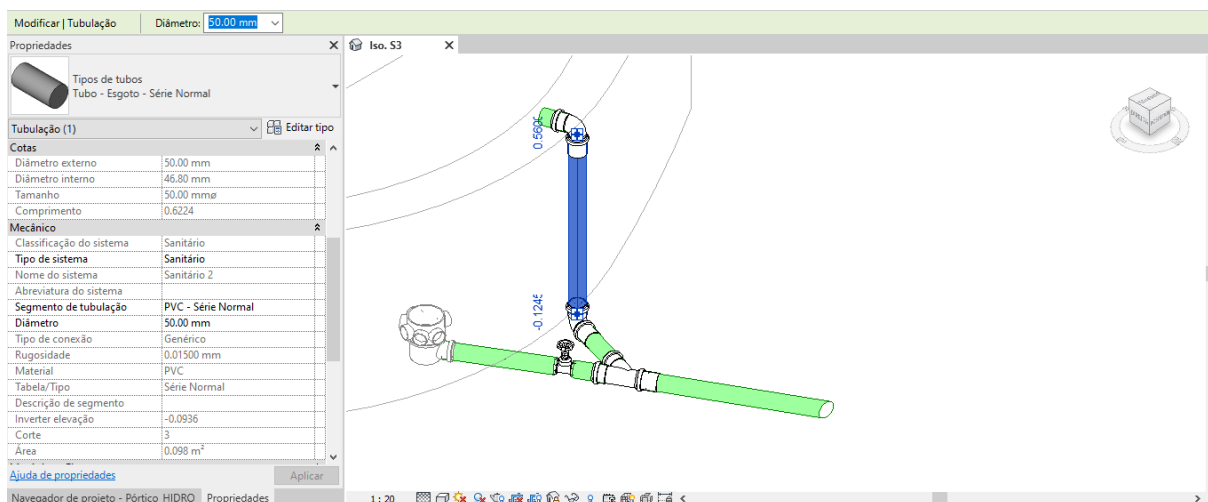 Modificar | Tubulação Diâmetro: 50.00 mm
Propriedades X Iso. S3 X
Tipos de tubos
Tubo - Esgoto - Série Normal
Tubulação (1) Editar tipo
Cotas
Diâmetro externo 50.00 mm
Diâmetro interno 46.80 mm
Tamanho 50.00 mmø
Comprimento 0.6224
Mecânico
Classificação do sistema Sanitário
Tipo de sistema Sanitário
Nome do sistema Sanitário 2
Abreviatura do sistema
Segmento de tubulação PVC - Série Normal
Diâmetro 50.00 mm
Tipo de conexão Genérico
Rugosidade 0.01500 mm
Material PVC
Tabela/Tipo Série Normal
Descrição de segmento
Inverter elevação -0.0936
Corte 3
Área 0.098 m²
Ajuda de propriedades Aplicar
Navegador de projeto - Pórtico_HIDRO Propriedades
-0.1245
1 : 20